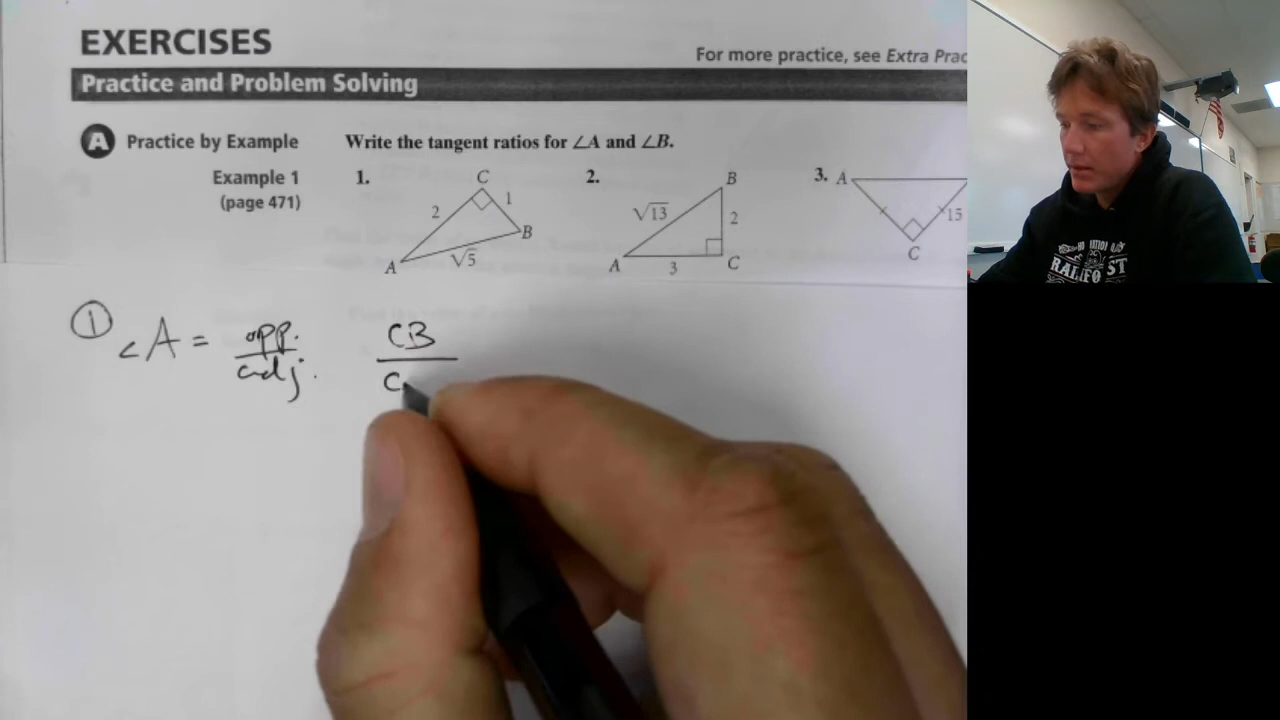 EXERCISES
For more practice, see Extra Prac
Practice and Problem Solving
A Practice by Example Write the tangent ratios for ∠A and ∠B.
Example 1
(page 471)
1. C 2 1 B A √5
2. B √13 2 A 3 C
3. A 15 C
① ∠A = opp. / adj. CB / C
RALIFO ST